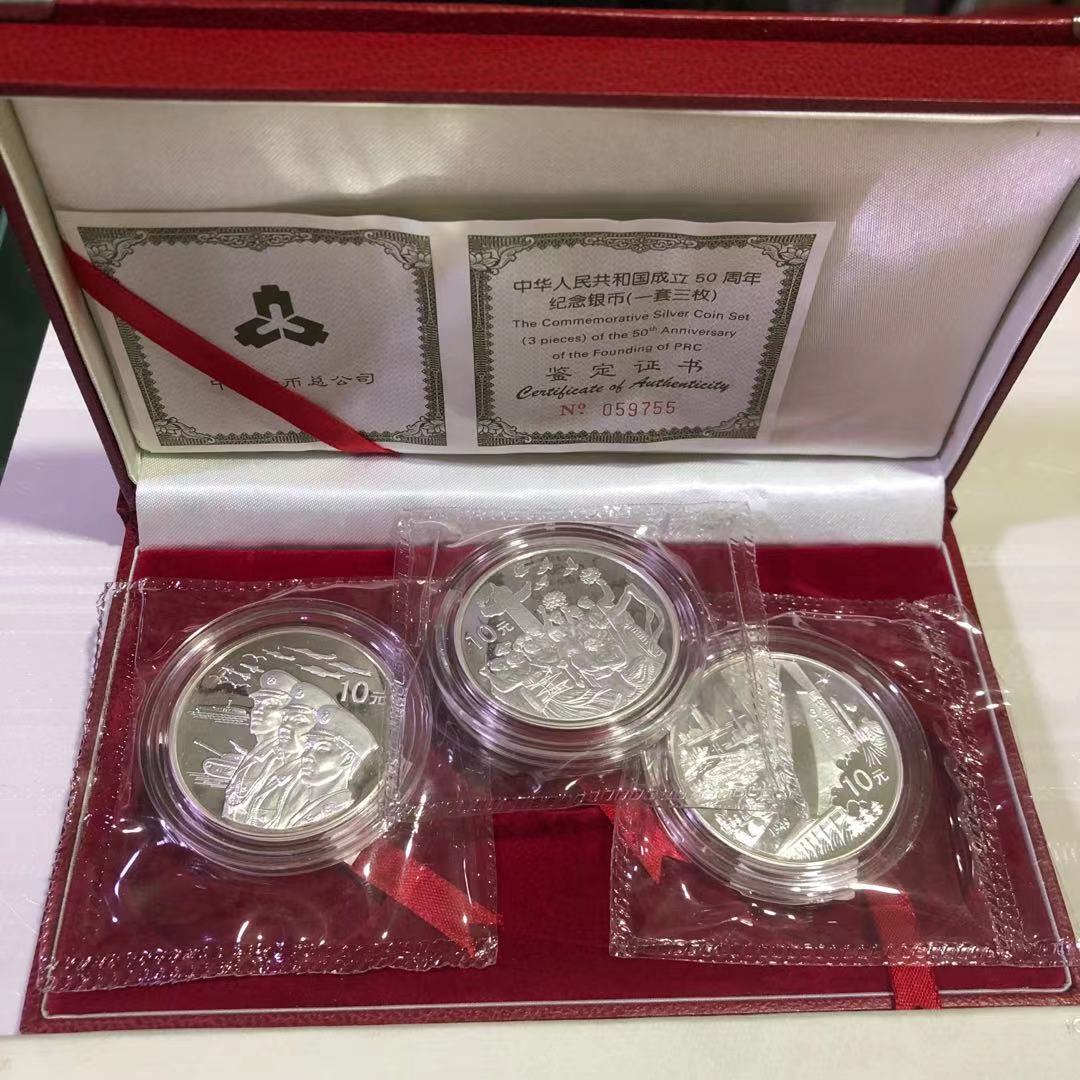 中 币总公司
中华人民共和国成立50周年
纪念银币(一套三枚)
The Commemorative Silver Coin Set
(3 pieces) of the 50th Anniversary
of the Founding of PRC
鉴定证书
Certificate of Authenticity
Nº 059755
10元
10元
10元